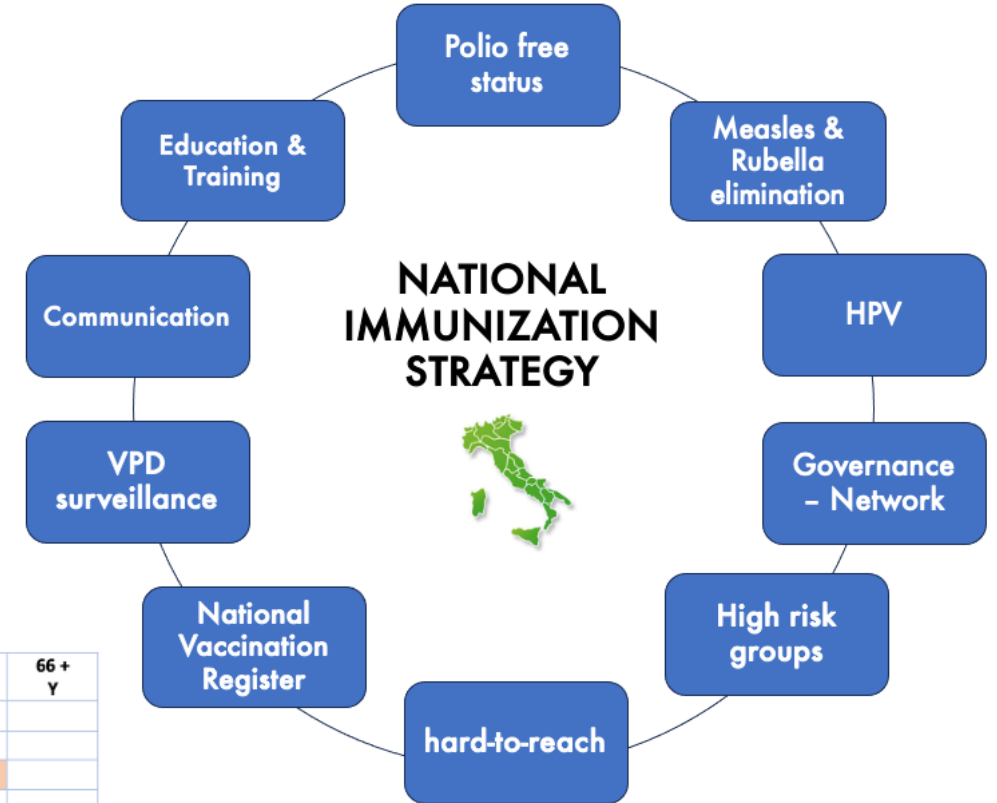 Polio free
status
Measles &
Rubella
elimination
HPV
Governance
– Network
High risk
groups
hard-to-reach
National
Vaccination
Register
VPD
surveillance
Communication
Education &
Training
NATIONAL
IMMUNIZATION
STRATEGY
66 +
Y